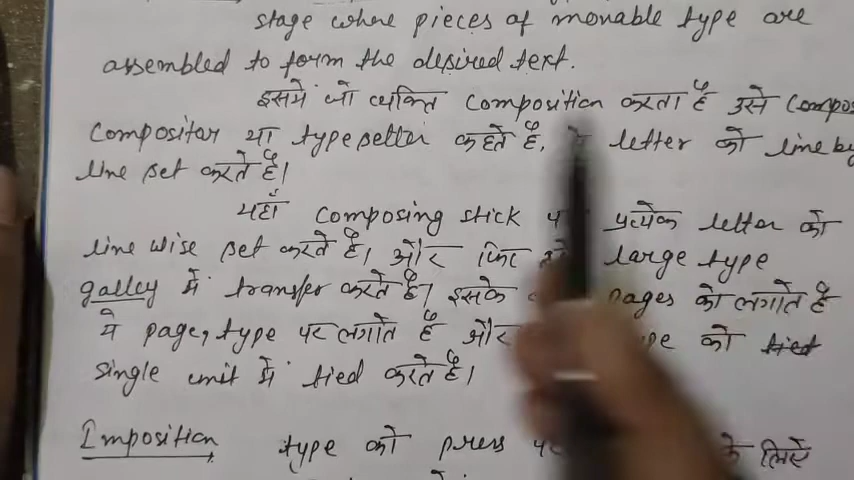 stage where pieces of movable type are
assembled to form the desired text.
इसमें जो व्यक्ति composition करता है उसे
compositor या typesetter कहते हैं, letter को line by
line set करते है।
यहाँ composing stick प्रत्येक letter को
line wise set करते है। और फिर large type
galley में transfer करते है। इसके pages को लगाते है
ये page, type पर लगाते है और को tied
single unit में tied करते है।
Imposition type को press के लिऐ